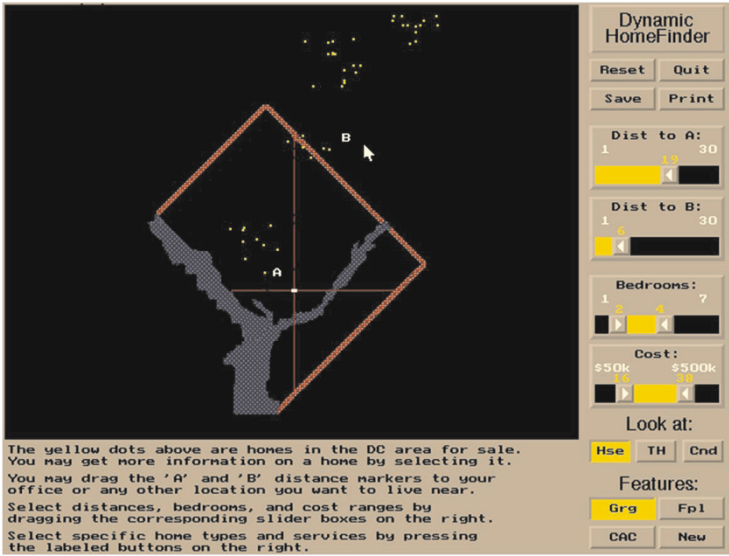 Dynamic
HomeFinder
Reset Quit
Save Print
Dist to A:
1 30
19
Dist to B:
1 30
6
Bedrooms:
1 7
2 4
Cost:
$50k $500k
16 38
Look at:
Hse TH Cnd
Features:
Grg Fpl
CAC New
B
A
The yellow dots above are homes in the DC area for sale.
You may get more information on a home by selecting it.
You may drag the 'A' and 'B' distance markers to your
office or any other location you want to live near.
Select distances, bedrooms, and cost ranges by
dragging the corresponding slider boxes on the right.
Select specific home types and services by pressing
the labeled buttons on the right.